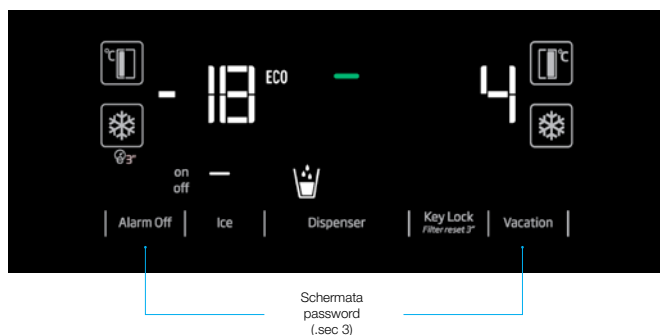 °C °C
- 18 ECO 4
3"
on
off
Alarm Off Ice Dispenser Key Lock Vacation
Filter reset 3"
Schermata
password
(.sec 3)